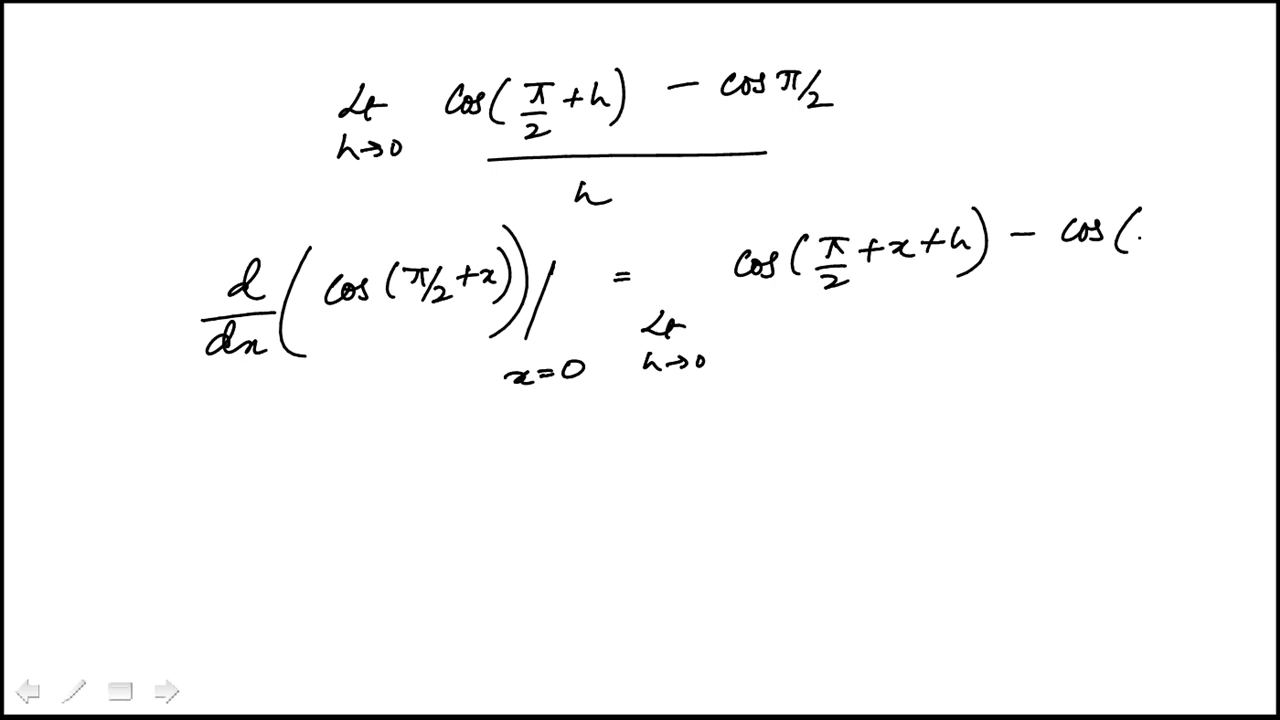 Lt h→0 cos(π/2 + h) − cos π/2
h
d/dx (cos(π/2 + x)) / x=0 = Lt h→0 cos(π/2 + x + h) − cos(.